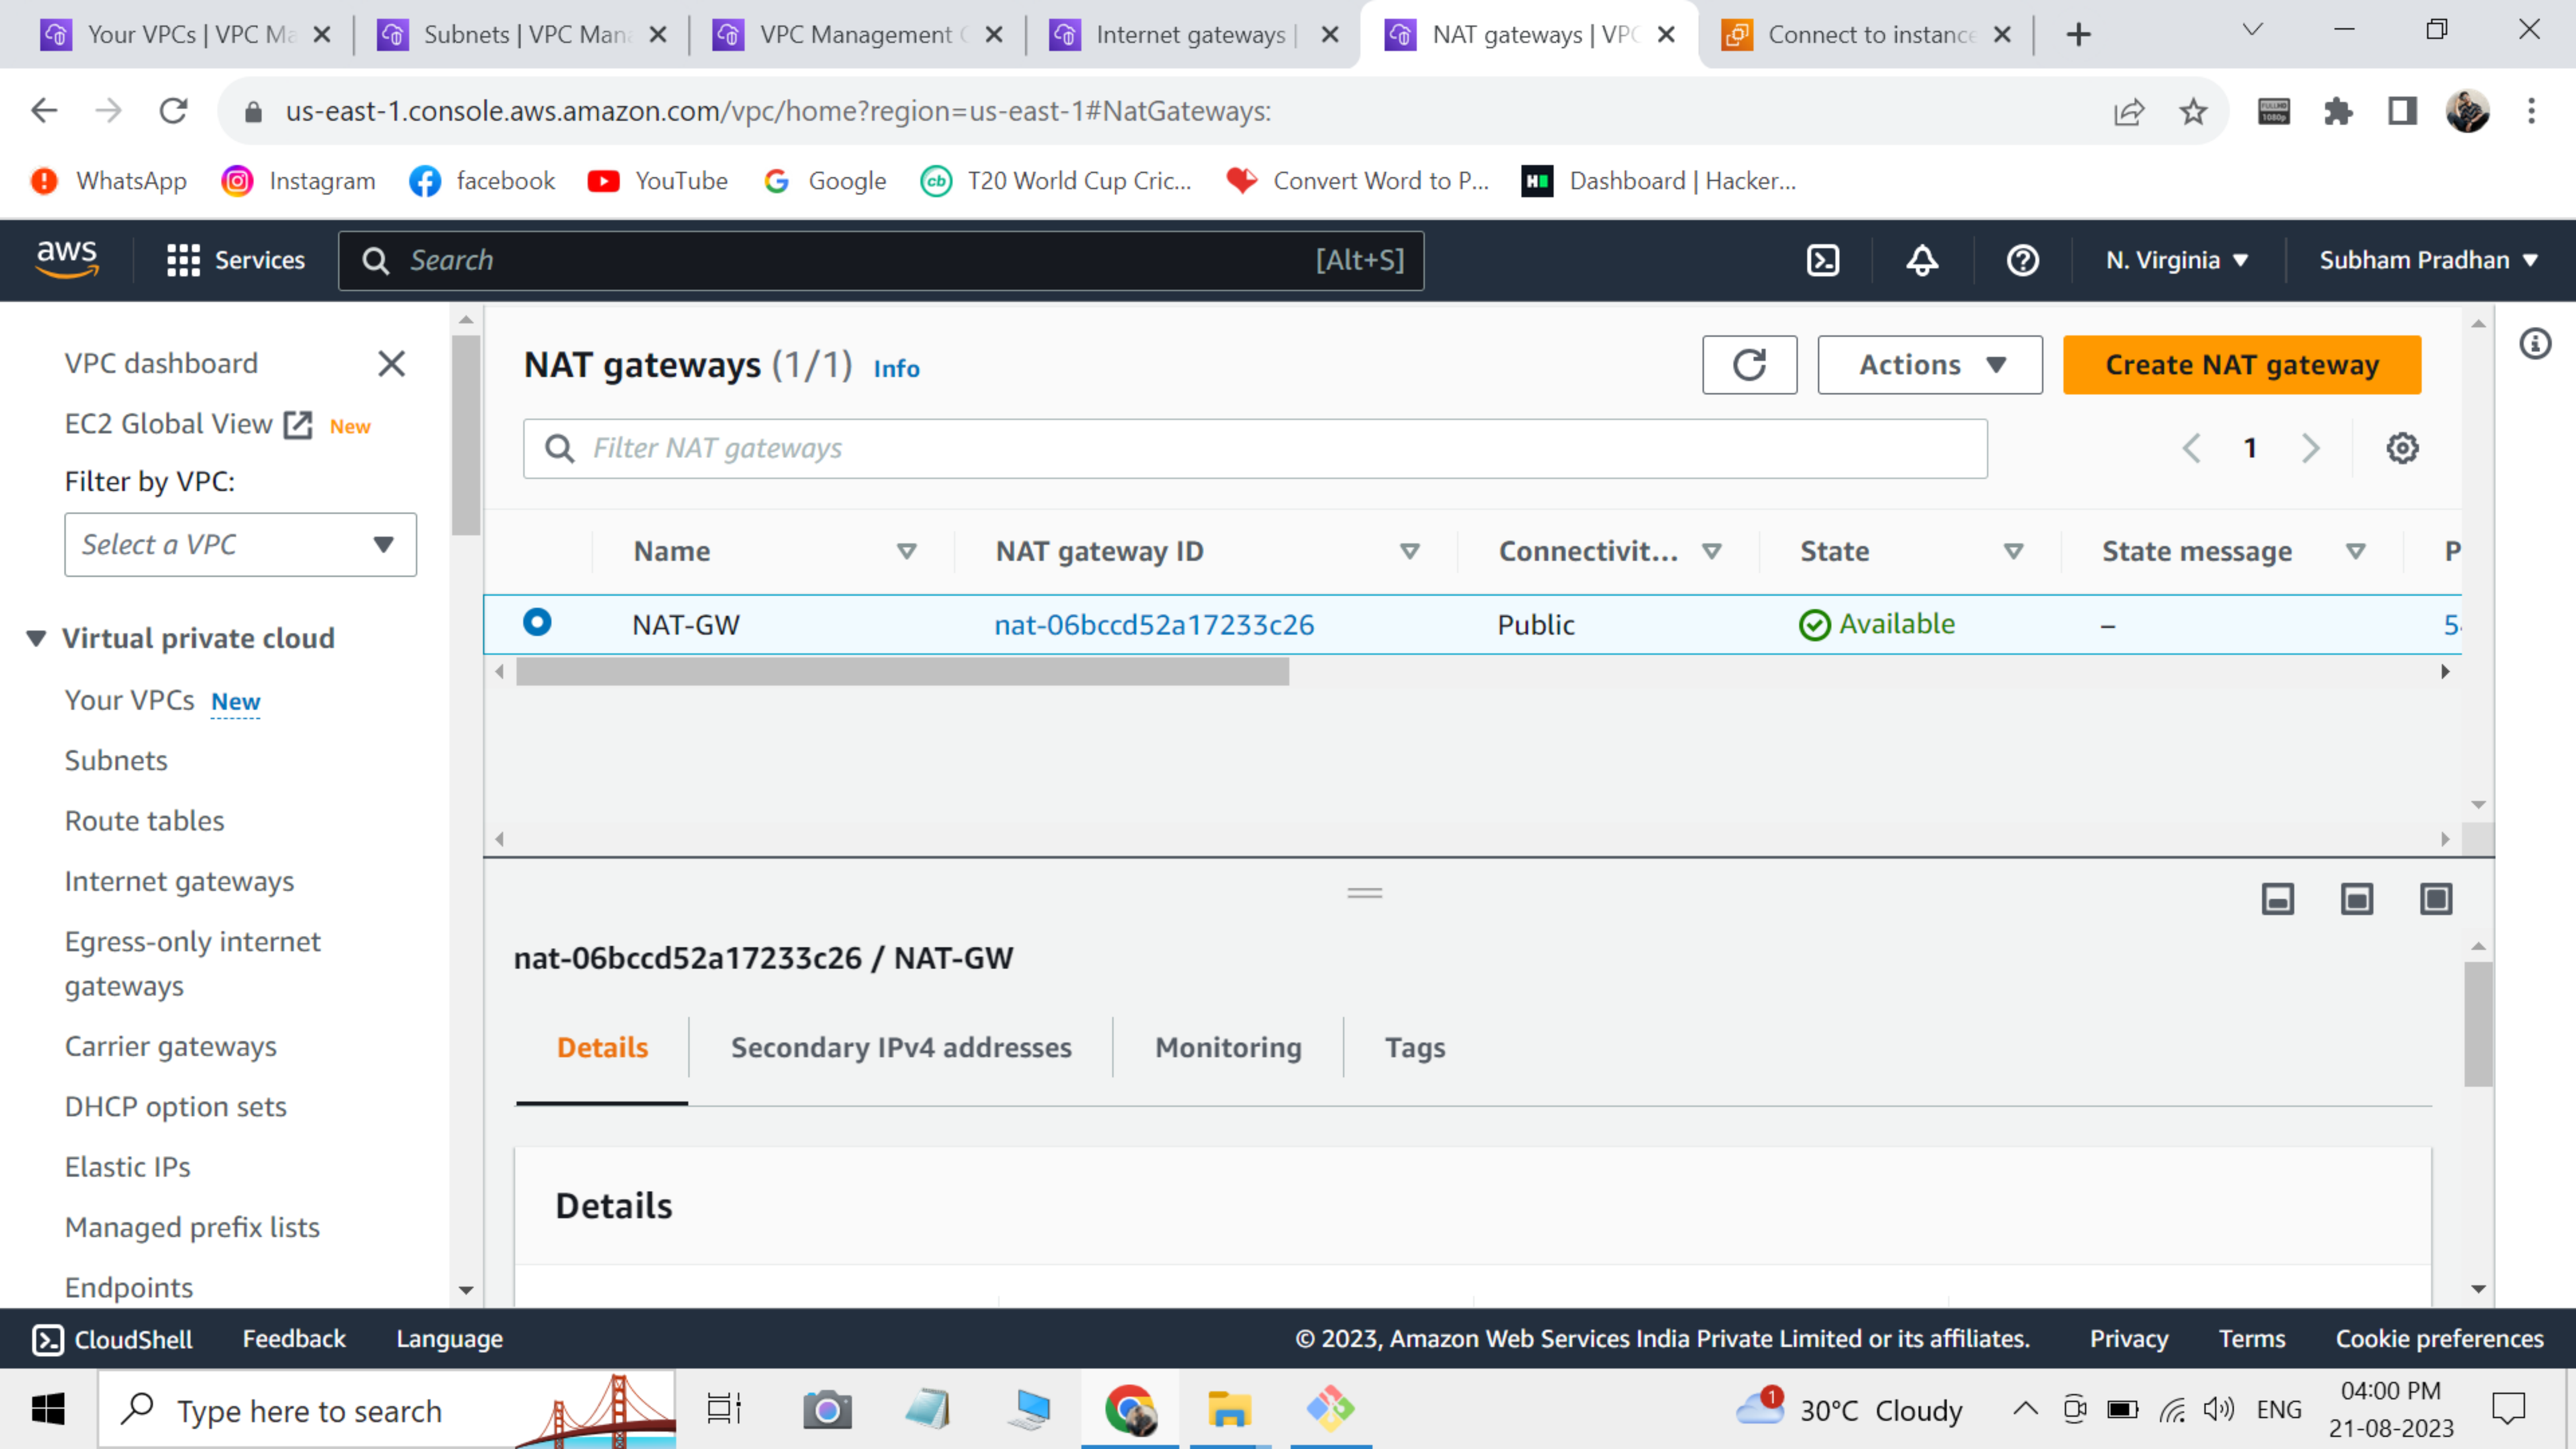 Your VPCs | VPC Ma
Subnets | VPC Man
VPC Management C
Internet gateways |
NAT gateways | VPC
Connect to instance
us-east-1.console.aws.amazon.com/vpc/home?region=us-east-1#NatGateways:
FULLHD
1080p
WhatsApp
Instagram
facebook
YouTube
Google
cb
T20 World Cup Cric...
Convert Word to P...
H
Dashboard | Hacker...
aws
Services
Search
[Alt+S]
N. Virginia
Subham Pradhan
VPC dashboard
EC2 Global View New
Filter by VPC:
Select a VPC
Virtual private cloud
Your VPCs New
Subnets
Route tables
Internet gateways
Egress-only internet
gateways
Carrier gateways
DHCP option sets
Elastic IPs
Managed prefix lists
Endpoints
NAT gateways (1/1) Info
Actions
Create NAT gateway
Filter NAT gateways
1
Name
NAT gateway ID
Connectivit...
State
State message
P
NAT-GW
nat-06bccd52a17233c26
Public
Available
–
5
nat-06bccd52a17233c26 / NAT-GW
Details
Secondary IPv4 addresses
Monitoring
Tags
Details
CloudShell
Feedback
Language
© 2023, Amazon Web Services India Private Limited or its affiliates.
Privacy
Terms
Cookie preferences
Type here to search
1
30°C Cloudy
ENG
04:00 PM
21-08-2023